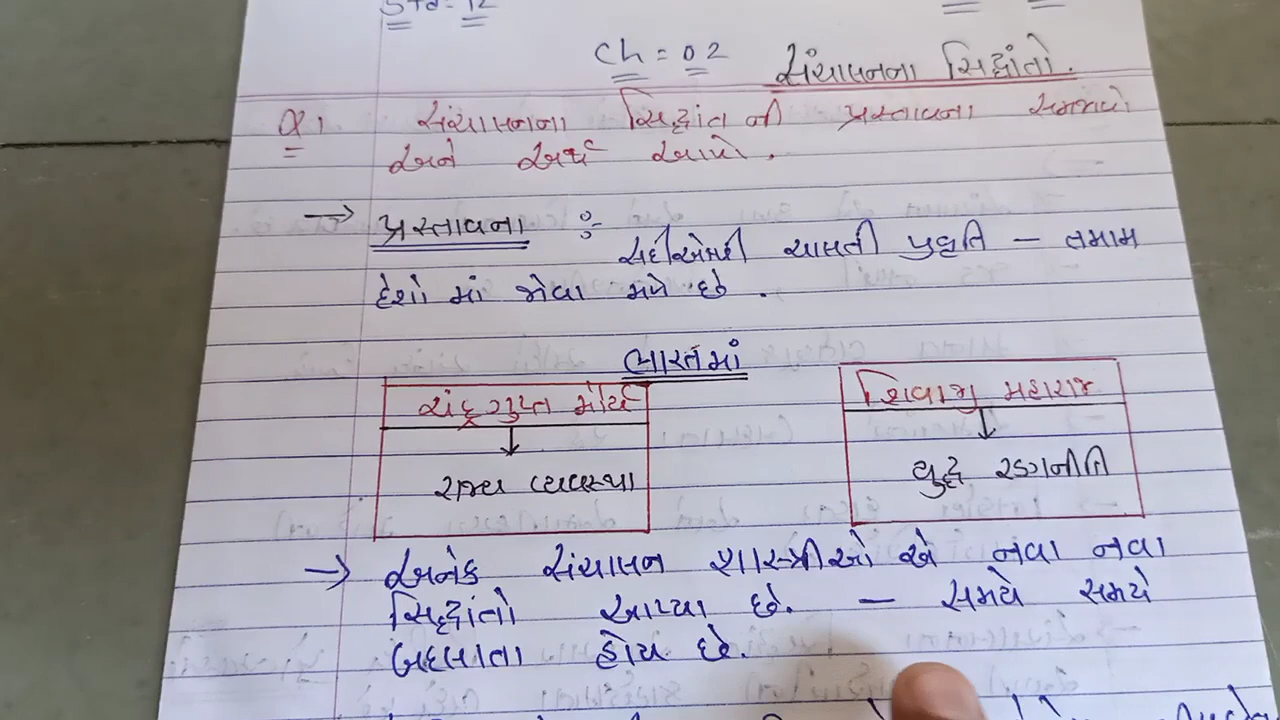 Std = 12
Ch = 02 સંચાલનના સિદ્ધાંતો.
Q1 સંચાલનના સિદ્ધાંત ની પ્રસ્તાવના સમજાવો
અને અર્થ આપો.
→ પ્રસ્તાવના :- સદીઓથી ચાલતી પ્રવૃતિ – તમામ
દેશો માં જોવા મળે છે.
ભારતમાં
ચંદ્રગુપ્ત મોર્ય
↓
રાજ્ય વ્યવસ્થા
શિવાજી મહારાજ
↓
યુદ્ધ રણનીતિ
→ અનેક સંચાલન શાસ્ત્રીઓ એ નવા નવા
સિદ્ધાંતો આપ્યા છે. – સમયે સમયે
બદલાતા હોય છે.